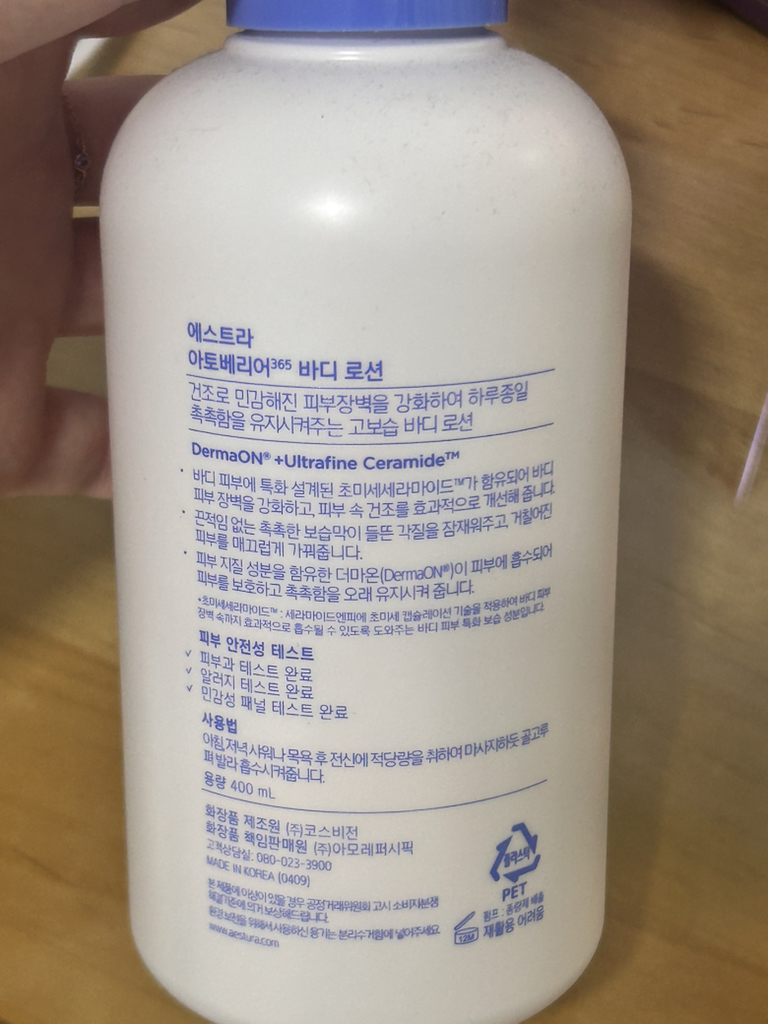 에스트라
아토베리어365 바디 로션
건조로 민감해진 피부장벽을 강화하여 하루종일
촉촉함을 유지시켜주는 고보습 바디 로션
DermaON® +Ultrafine Ceramide™
• 바디 피부에 특화 설계된 초미세세라마이드™가 함유되어 바디
피부 장벽을 강화하고, 피부 속 건조를 효과적으로 개선해 줍니다.
• 끈적임 없는 촉촉한 보습막이 들뜬 각질을 잠재워주고, 거칠어진
피부를 매끄럽게 가꿔줍니다.
• 피부 지질 성분을 함유한 더마온(DermaON®)이 피부에 흡수되어
피부를 보호하고 촉촉함을 오래 유지시켜 줍니다.
*초미세세라마이드™ : 세라마이드엔피에 초미세 캡슐레이션 기술을 적용하여 바디 피부
장벽 속까지 효과적으로 흡수될 수 있도록 도와주는 바디 피부 특화 보습 성분입니다.
피부 안전성 테스트
✓ 피부과 테스트 완료
✓ 알러지 테스트 완료
✓ 민감성 패널 테스트 완료
사용법
아침, 저녁 샤워나 목욕 후 전신에 적당량을 취하여 마사지하듯 골고루
펴 발라 흡수시켜줍니다.
용량 400 mL
화장품 제조원 (주)코스비전
화장품 책임판매원 (주)아모레퍼시픽
고객상담실: 080-023-3900
MADE IN KOREA (0409)
본 제품에 이상이 있을 경우 공정거래위원회 고시 소비자분쟁
해결기준에 의거 보상해드립니다.
환경 보전을 위해서 사용하신 용기는 분리수거함에 넣어주세요.
www.aestura.com
플라스틱
PET
펌프 : 종량제 배출
재활용 어려움
12M